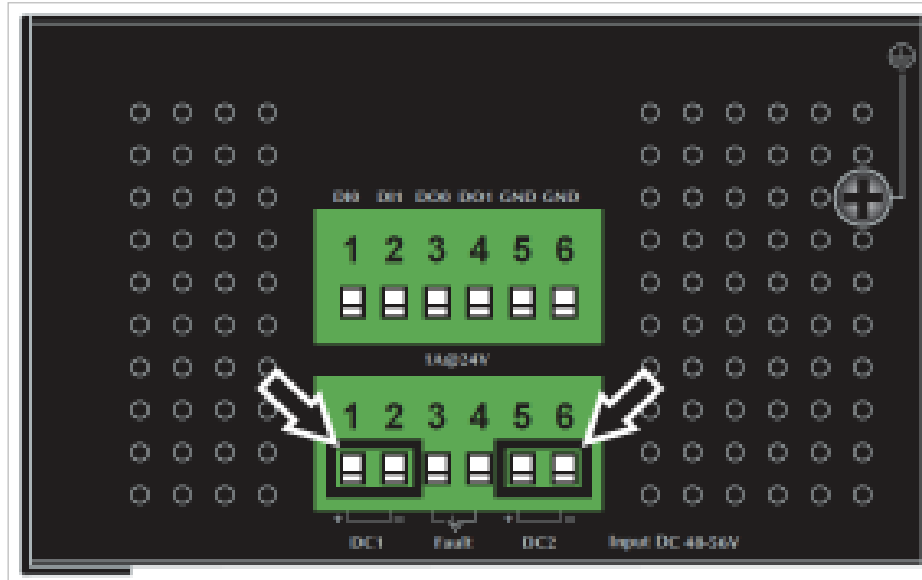 DI0 DI1 DO0 DO1 GND GND
1 2 3 4 5 6
1A@24V
1 2 3 4 5 6
+ − + −
DC1 Fault DC2 Input DC 48-56V